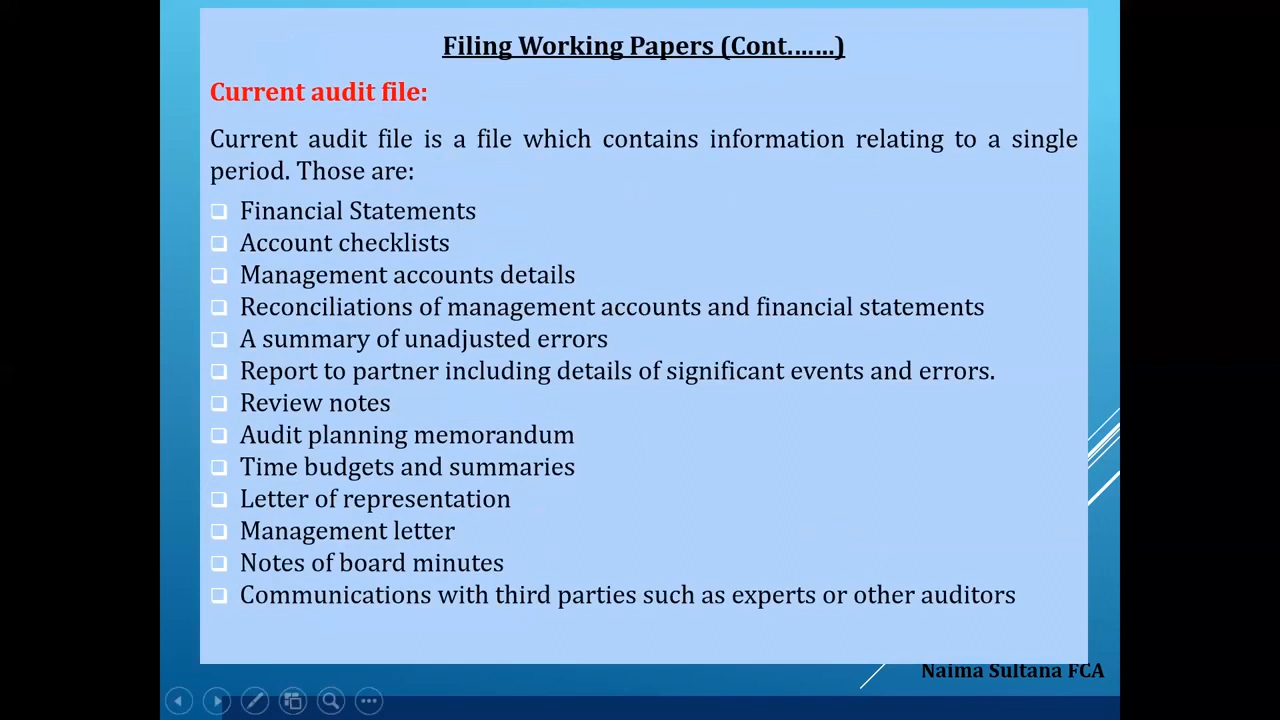 Filing Working Papers (Cont.……)
Current audit file:
Current audit file is a file which contains information relating to a single
period. Those are:
Financial Statements
Account checklists
Management accounts details
Reconciliations of management accounts and financial statements
A summary of unadjusted errors
Report to partner including details of significant events and errors.
Review notes
Audit planning memorandum
Time budgets and summaries
Letter of representation
Management letter
Notes of board minutes
Communications with third parties such as experts or other auditors
Naima Sultana FCA